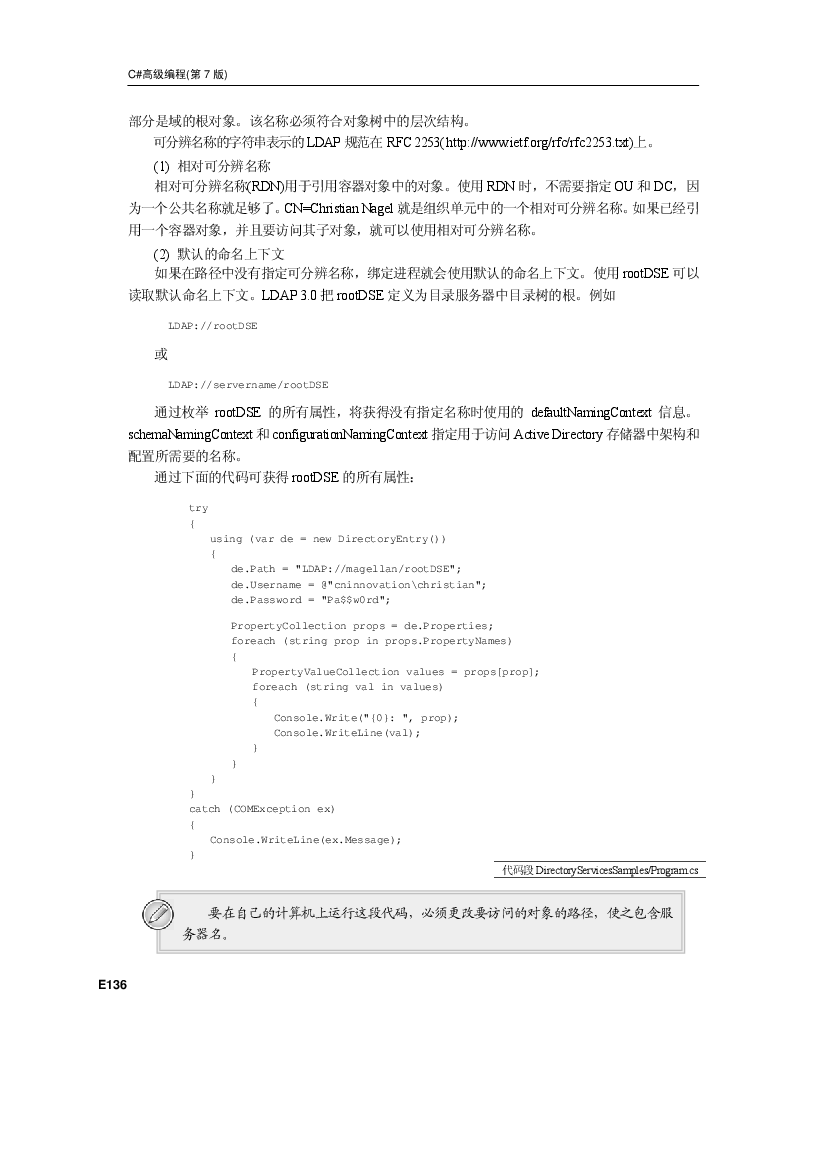 C#高级编程(第 7 版)
部分是域的根对象。该名称必须符合对象树中的层次结构。
可分辨名称的字符串表示的 LDAP 规范在 RFC 2253(http://www.ietf.org/rfc/rfc2253.txt)上。
(1) 相对可分辨名称
相对可分辨名称(RDN)用于引用容器对象中的对象。使用 RDN 时，不需要指定 OU 和 DC，因
为一个公共名称就足够了。CN=Christian Nagel 就是组织单元中的一个相对可分辨名称。如果已经引
用一个容器对象，并且要访问其子对象，就可以使用相对可分辨名称。
(2) 默认的命名上下文
如果在路径中没有指定可分辨名称，绑定进程就会使用默认的命名上下文。使用 rootDSE 可以
读取默认命名上下文。LDAP 3.0 把 rootDSE 定义为目录服务器中目录树的根。例如
LDAP://rootDSE
或
LDAP://servername/rootDSE
通过枚举 rootDSE 的所有属性，将获得没有指定名称时使用的 defaultNamingContext 信息。
schemaNamingContext 和 configurationNamingContext 指定用于访问 Active Directory 存储器中架构和
配置所需要的名称。
通过下面的代码可获得 rootDSE 的所有属性：
try
{
using (var de = new DirectoryEntry())
{
de.Path = "LDAP://magellan/rootDSE";
de.Username = @"cninnovation\christian";
de.Password = "Pa$$w0rd";
PropertyCollection props = de.Properties;
foreach (string prop in props.PropertyNames)
{
PropertyValueCollection values = props[prop];
foreach (string val in values)
{
Console.Write("{0}: ", prop);
Console.WriteLine(val);
}
}
}
}
catch (COMException ex)
{
Console.WriteLine(ex.Message);
}
代码段 DirectoryServicesSamples/Program.cs
要在自己的计算机上运行这段代码，必须更改要访问的对象的路径，使之包含服
务器名。
E136